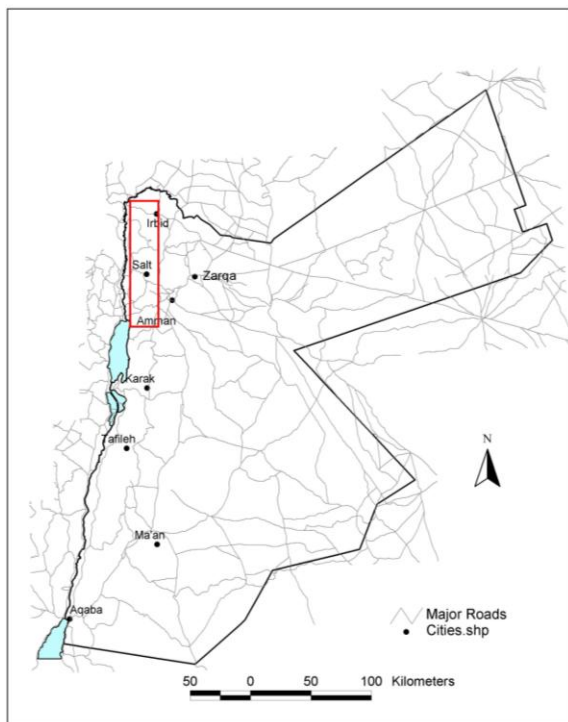 Irbid
Salt
Zarqa
Amman
Karak
Tafileh
N
Ma'an
Aqaba
Major Roads
Cities.shp
50 0 50 100 Kilometers